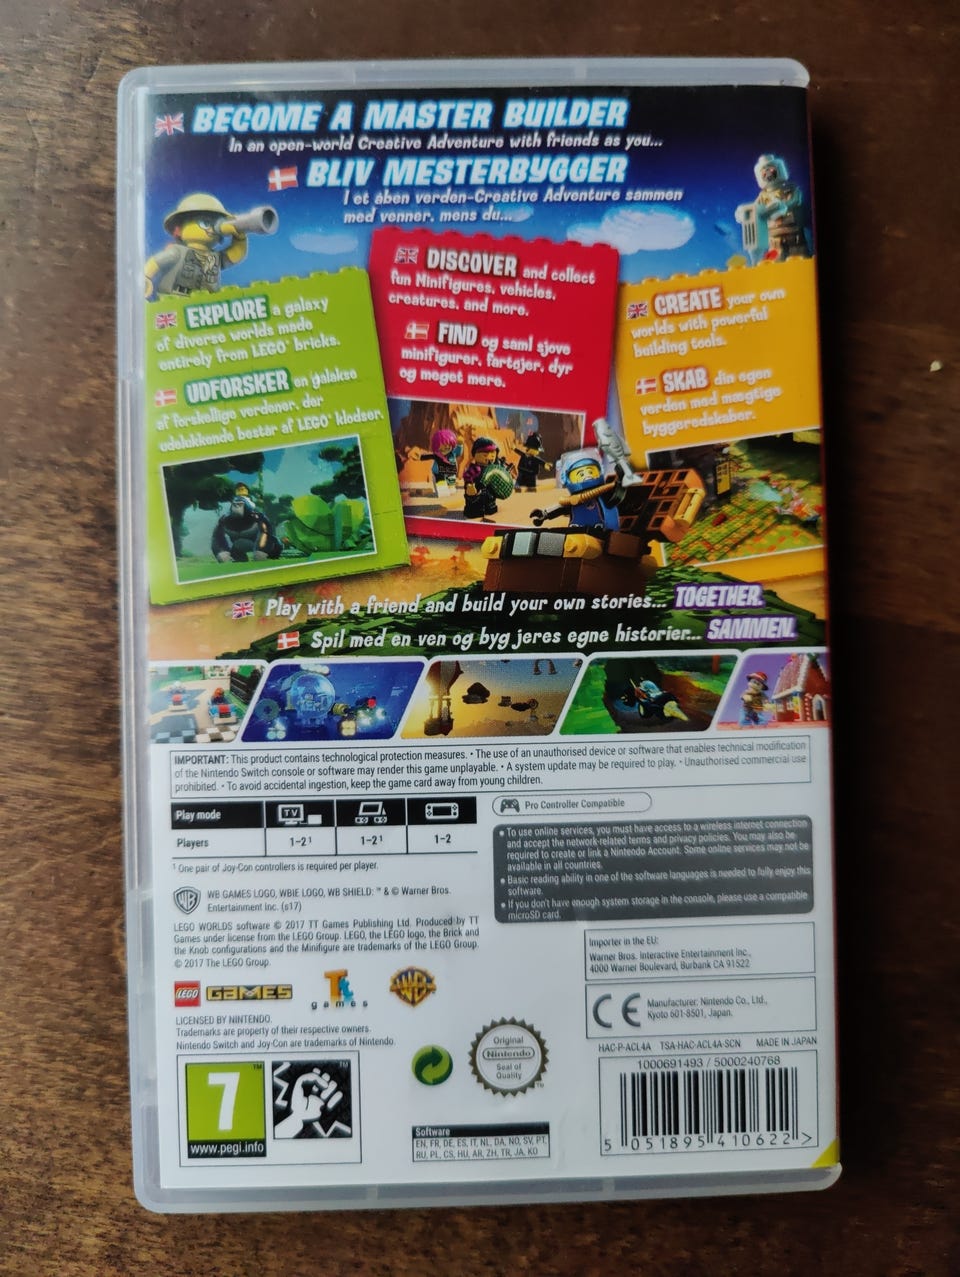 BECOME A MASTER BUILDER
In an open-world Creative Adventure with friends as you...
BLIV MESTERBYGGER
I et åben verden-Creative Adventure sammen
med venner, mens du...
EXPLORE a galaxy
of diverse worlds made
entirely from LEGO® bricks.
UDFORSKER en galakse
af forskellige verdener, der
udelukkende består af LEGO® klodser.
DISCOVER and collect
fun Minifigures, vehicles,
creatures, and more.
FIND og saml sjove
minifigurer, fartøjer, dyr
og meget mere.
CREATE your own
worlds with powerful
building tools.
SKAB din egen
verden med mægtige
byggeredskaber.
Play with a friend and build your own stories... TOGETHER.
Spil med en ven og byg jeres egne historier... SAMMEN.
IMPORTANT: This product contains technological protection measures. • The use of an unauthorised device or software that enables technical modification
of the Nintendo Switch console or software may render this game unplayable. • A system update may be required to play. • Unauthorised commercial use
prohibited. • To avoid accidental ingestion, keep the game card away from young children.
Play mode
TV
Players
1–2¹
1–2¹
1–2
¹ One pair of Joy-Con controllers is required per player.
Pro Controller Compatible
• To use online services, you must have access to a wireless internet connection
and accept the network-related terms and privacy policies. You may also be
required to create or link a Nintendo Account. Some online services may not be
available in all countries.
• Basic reading ability in one of the software languages is needed to fully enjoy this
software.
• If you don't have enough system storage in the console, please use a compatible
microSD card.
WB GAMES LOGO, WBIE LOGO, WB SHIELD: ™ & © Warner Bros.
Entertainment Inc. (s17)
LEGO WORLDS software © 2017 TT Games Publishing Ltd. Produced by TT
Games under license from the LEGO Group. LEGO, the LEGO logo, the Brick and
the Knob configurations and the Minifigure are trademarks of the LEGO Group.
© 2017 The LEGO Group.
Importer in the EU:
Warner Bros. Interactive Entertainment Inc.,
4000 Warner Boulevard, Burbank CA 91522
LEGO GAMES
Tt games
WB
CE
Manufacturer: Nintendo Co., Ltd.,
Kyoto 601-8501, Japan.
LICENSED BY NINTENDO.
Trademarks are property of their respective owners.
Nintendo Switch and Joy-Con are trademarks of Nintendo.
HAC-P-ACL4A TSA-HAC-ACL4A-SCN MADE IN JAPAN
7
™
www.pegi.info
™
Original
Nintendo
Seal of
Quality
™
1000691493 / 5000240768
5 051895 410622 >
Software
EN, FR, DE, ES, IT, NL, DA, NO, SV, PT,
RU, PL, CS, HU, AR, ZH, TR, JA, KO